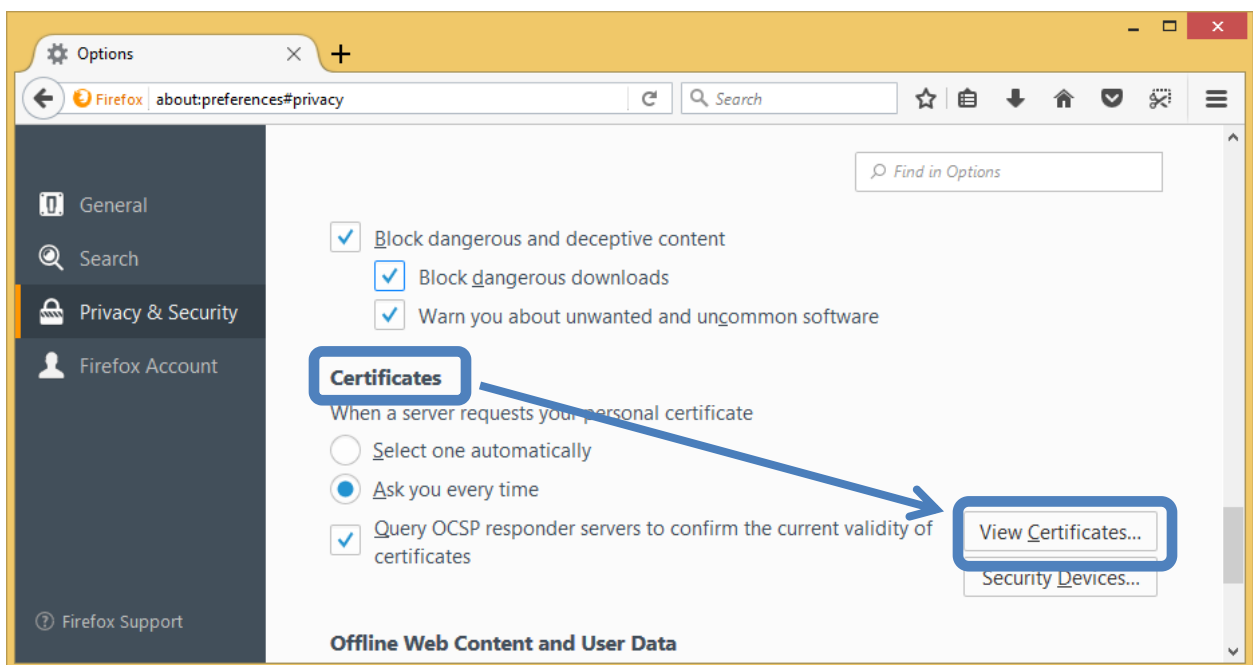 Options
Firefox about:preferences#privacy
Search
Find in Options
General
Search
Privacy & Security
Firefox Account
Firefox Support
Block dangerous and deceptive content
Block dangerous downloads
Warn you about unwanted and uncommon software
Certificates
When a server requests your personal certificate
Select one automatically
Ask you every time
Query OCSP responder servers to confirm the current validity of
certificates
View Certificates...
Security Devices...
Offline Web Content and User Data